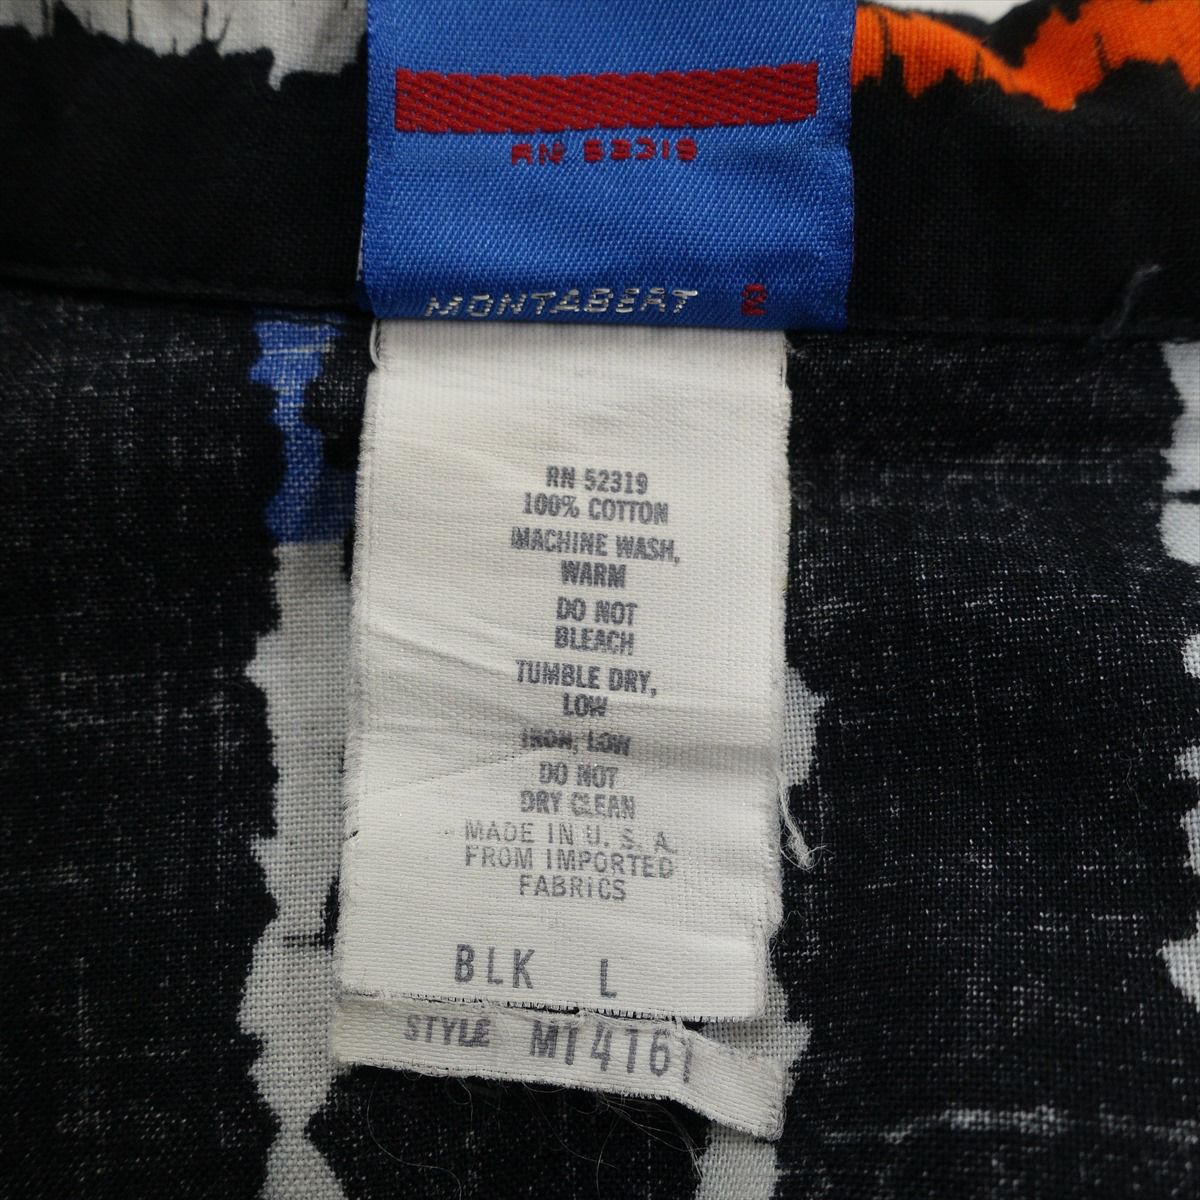 RN 52319
MONTABERT
RN 52319
100% COTTON
MACHINE WASH,
WARM
DO NOT
BLEACH
TUMBLE DRY,
LOW
IRON, LOW
DO NOT
DRY CLEAN
MADE IN U. S. A.
FROM IMPORTED
FABRICS
BLK L
STYLE MT4161